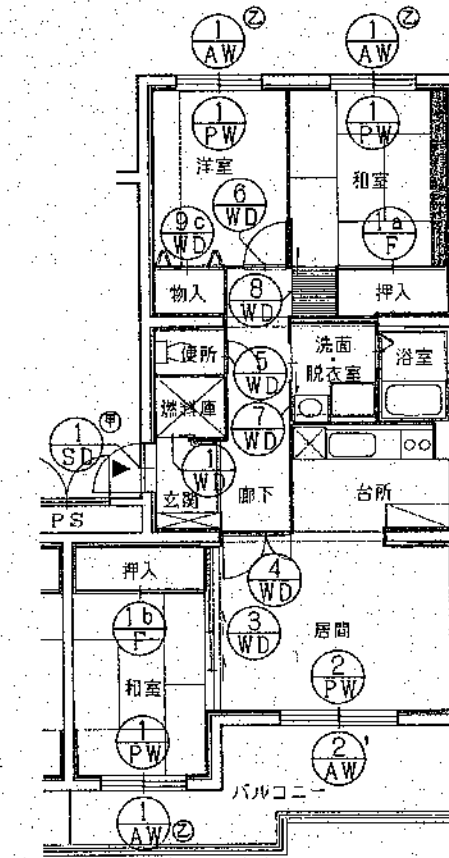 1 乙 1 乙
AW AW
1 1
PW PW
洋室 和室
6
WD
9c 1a
WD F
物入 8 押入
WD
便所 5 洗面・脱衣室 浴室
WD
燃料庫 7
WD
1 甲
SD
1
WD
玄関 廊下 台所
PS
押入 4
WD
1b 3 居間
F WD
和室 2
PW
1
PW 2'
AW
バルコニー
1
AW 乙